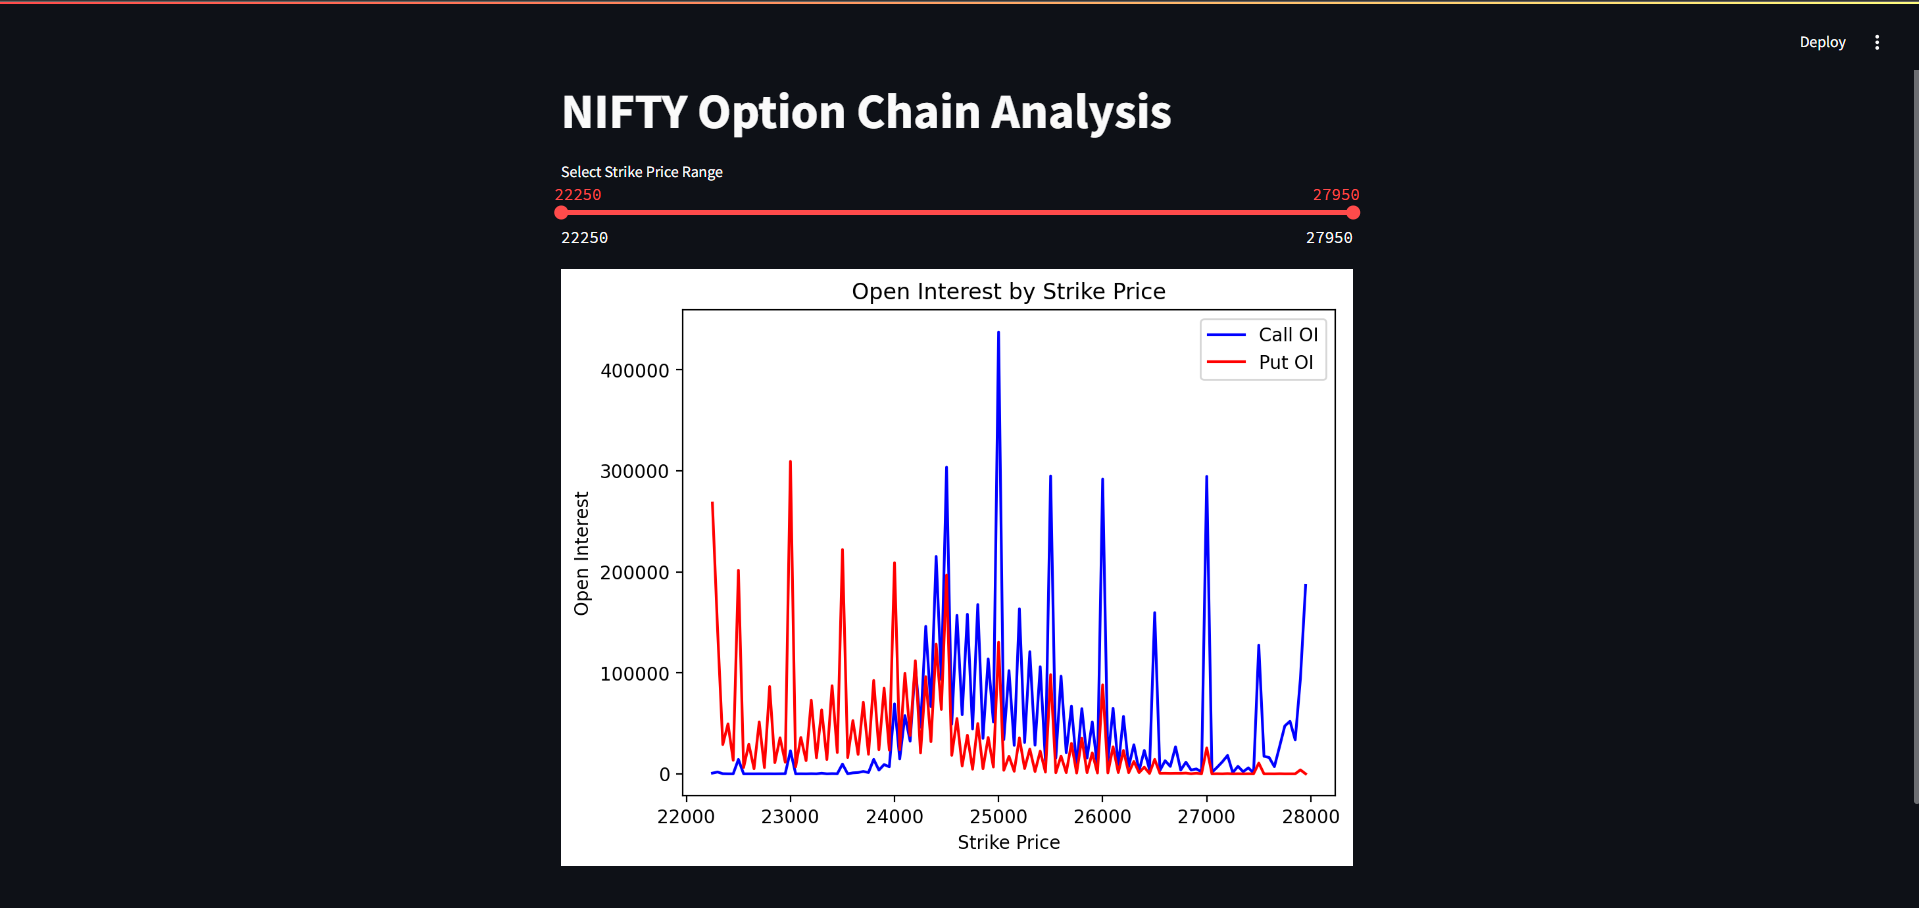 Deploy
NIFTY Option Chain Analysis
Select Strike Price Range
22250 27950
22250 27950
Open Interest by Strike Price
Call OI
Put OI
400000
300000
200000
100000
0
Open Interest
22000 23000 24000 25000 26000 27000 28000
Strike Price